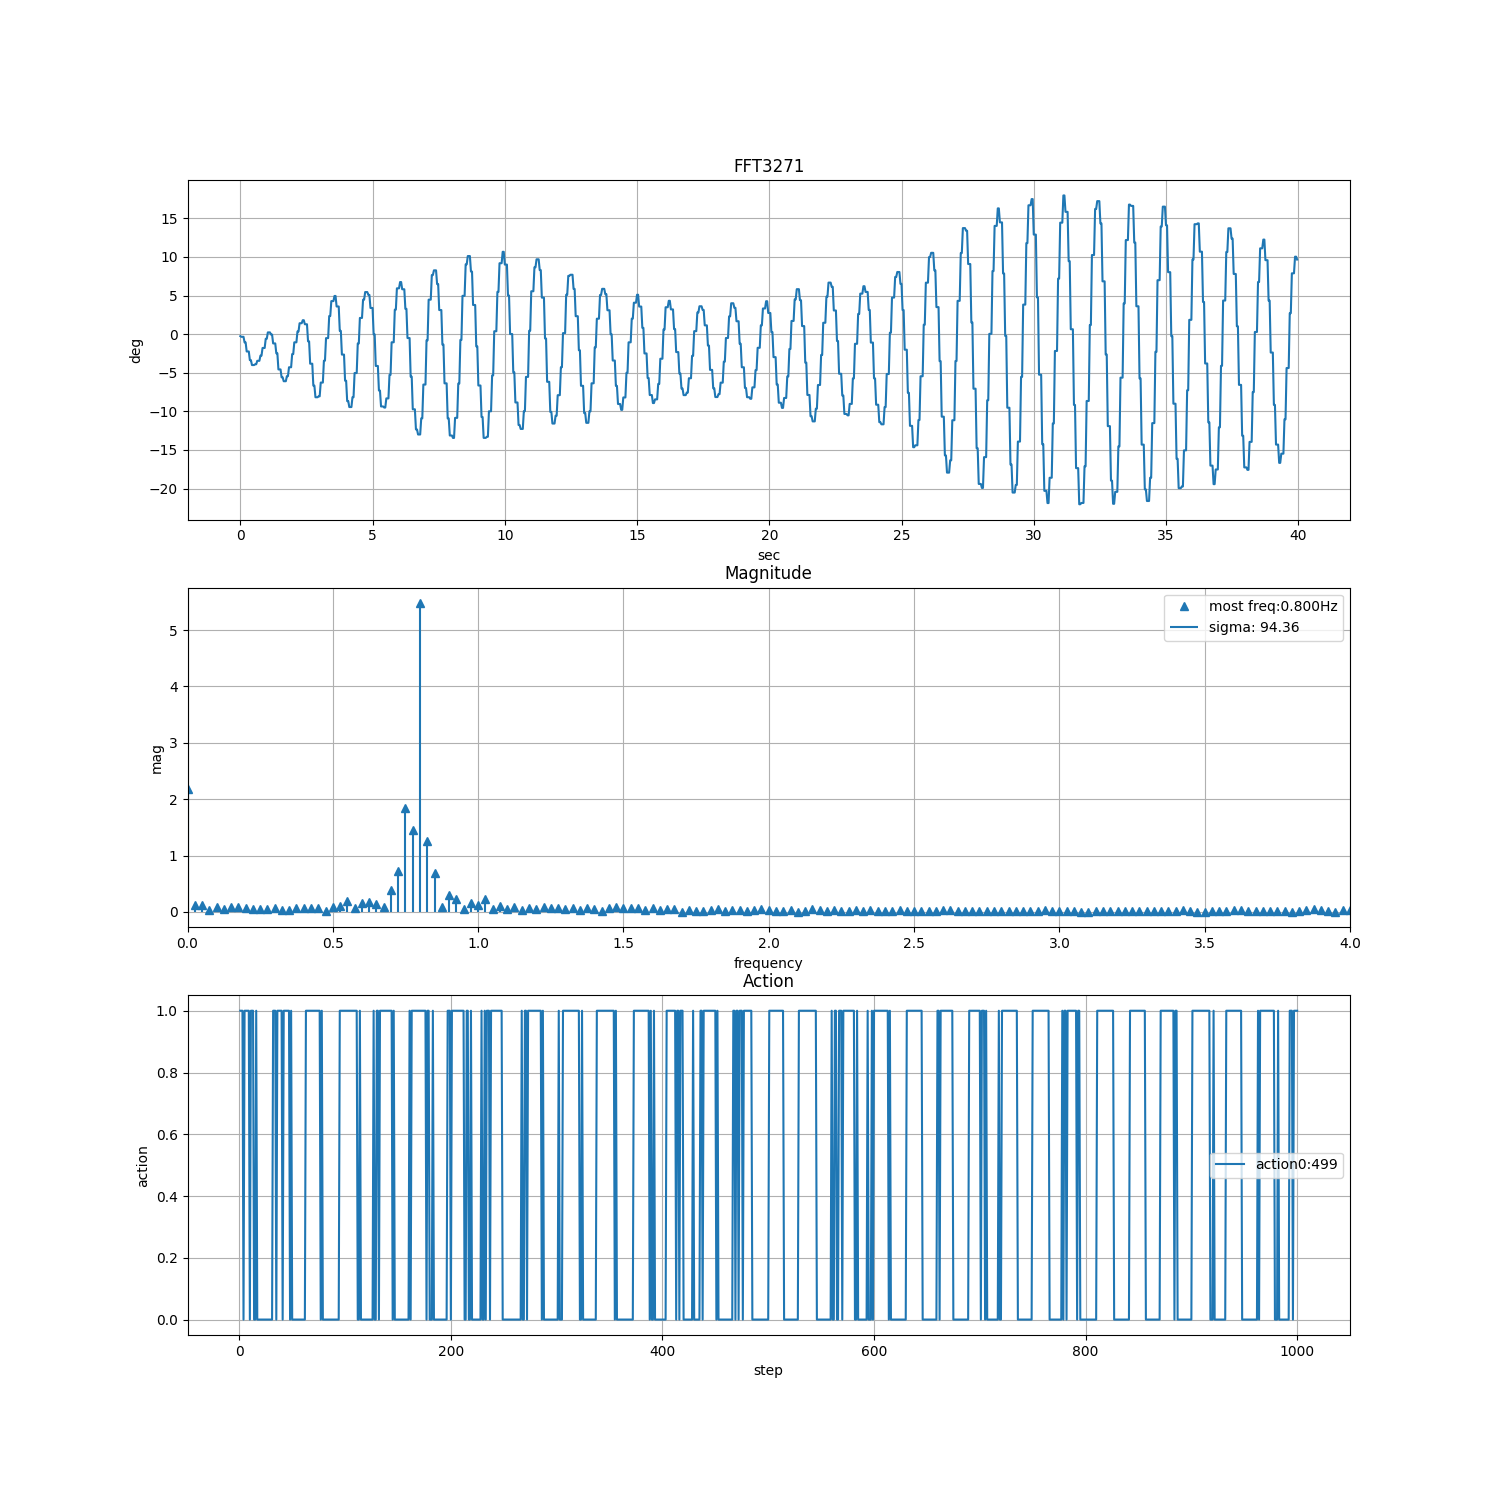 FFT3271
15
10
5
0
−5
−10
−15
−20
deg
0 5 10 15 20 25 30 35 40
sec
Magnitude
5
4
3
2
1
0
mag
most freq:0.800Hz
sigma: 94.36
0.0 0.5 1.0 1.5 2.0 2.5 3.0 3.5 4.0
frequency
Action
1.0
0.8
0.6
0.4
0.2
0.0
action
action0:499
0 200 400 600 800 1000
step